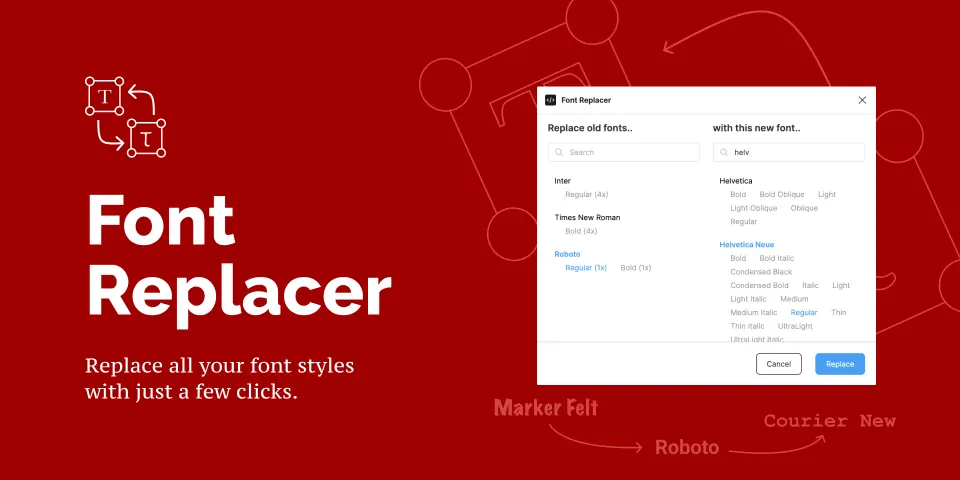 T
T
Font
Replacer
Replace all your font styles
with just a few clicks.
Font Replacer
Replace old fonts..
Search
Inter
Regular (4x)
Times New Roman
Bold (4x)
Roboto
Regular (1x) Bold (1x)
with this new font..
helv
Helvetica
Bold Bold Oblique Light
Light Oblique Oblique
Regular
Helvetica Neue
Bold Bold Italic
Condensed Black
Condensed Bold Italic Light
Light Italic Medium
Medium Italic Regular Thin
Thin Italic UltraLight
UltraLight Italic
Cancel Replace
Marker Felt
Roboto
Courier New